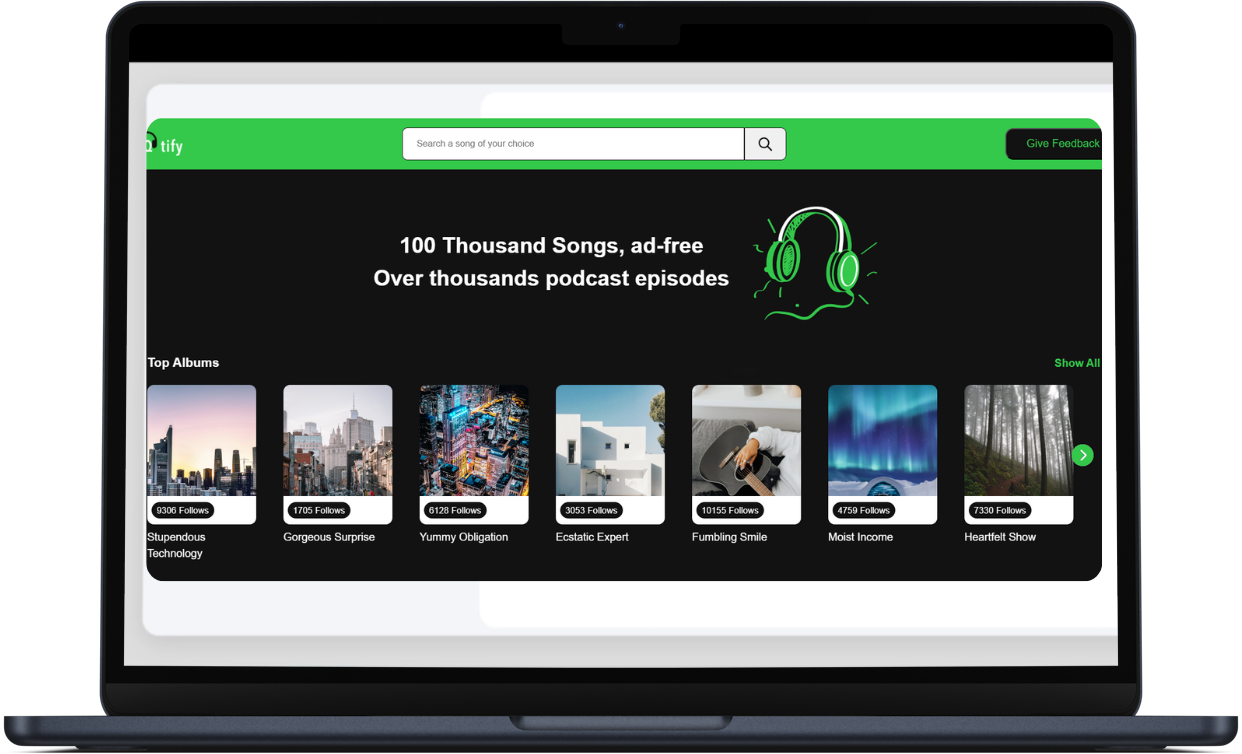 tify
Search a song of your choice
Give Feedback
100 Thousand Songs, ad-free
Over thousands podcast episodes
Top Albums
Show All
9306 Follows
1705 Follows
6128 Follows
3053 Follows
10155 Follows
4759 Follows
7330 Follows
Stupendous
Technology
Gorgeous Surprise
Yummy Obligation
Ecstatic Expert
Fumbling Smile
Moist Income
Heartfelt Show